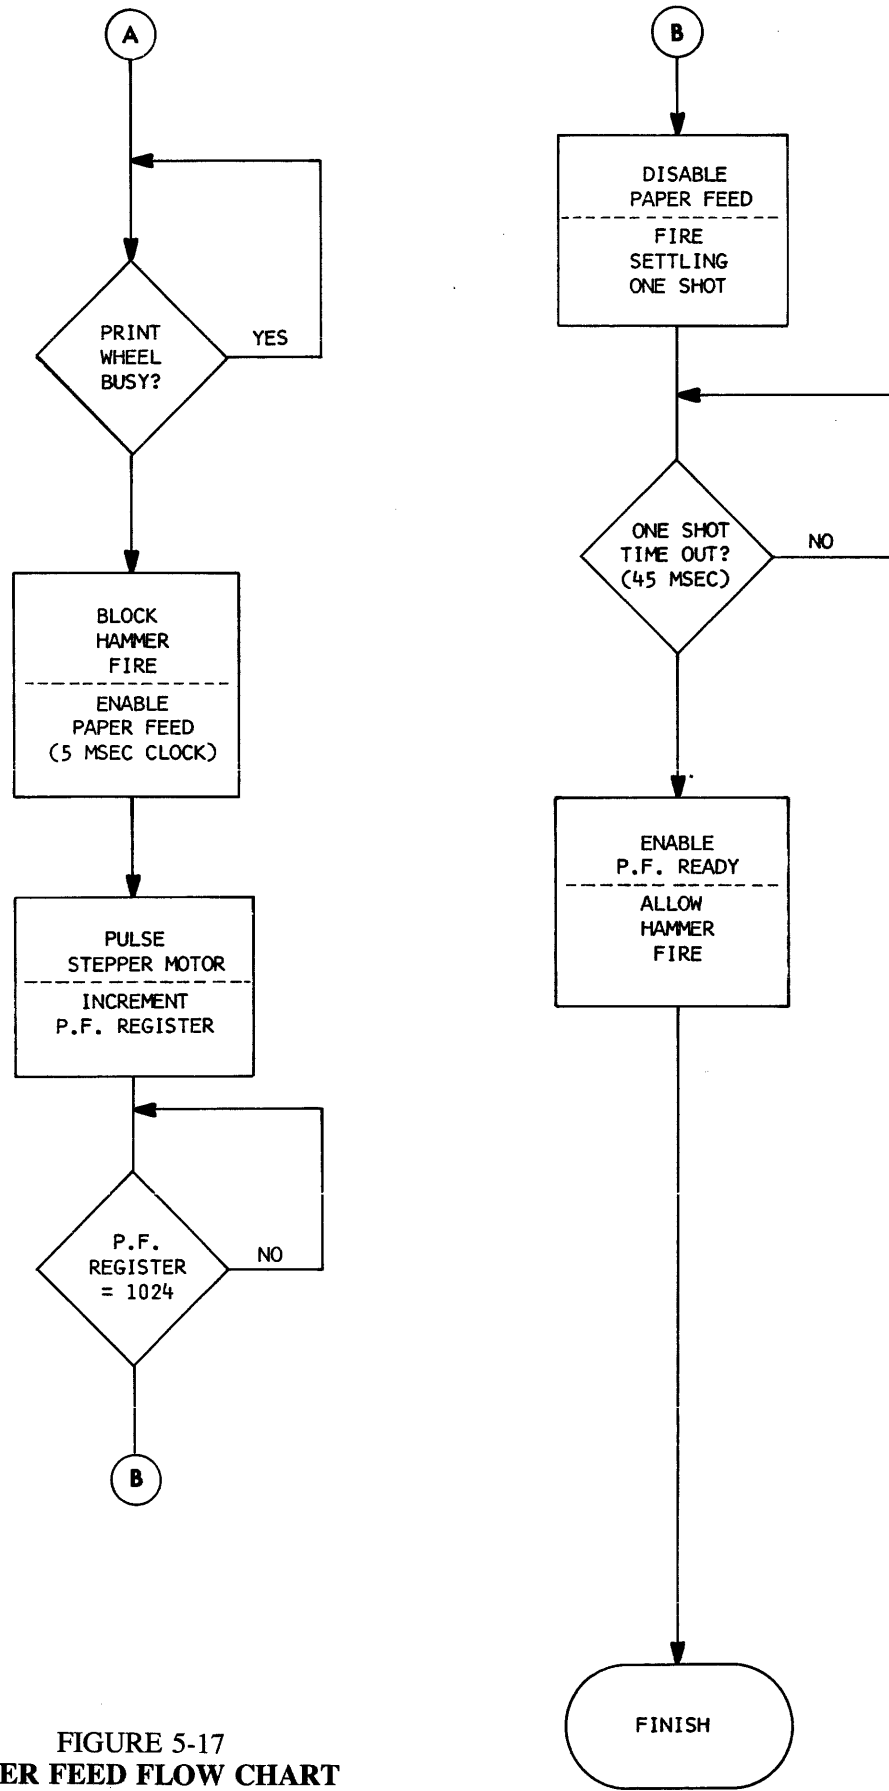 A
PRINT
WHEEL
BUSY?
YES
BLOCK
HAMMER
FIRE
ENABLE
PAPER FEED
(5 MSEC CLOCK)
PULSE
STEPPER MOTOR
INCREMENT
P.F. REGISTER
P.F.
REGISTER
= 1024
NO
B
B
DISABLE
PAPER FEED
FIRE
SETTLING
ONE SHOT
ONE SHOT
TIME OUT?
(45 MSEC)
NO
ENABLE
P.F. READY
ALLOW
HAMMER
FIRE
FINISH
FIGURE 5-17
ER FEED FLOW CHART